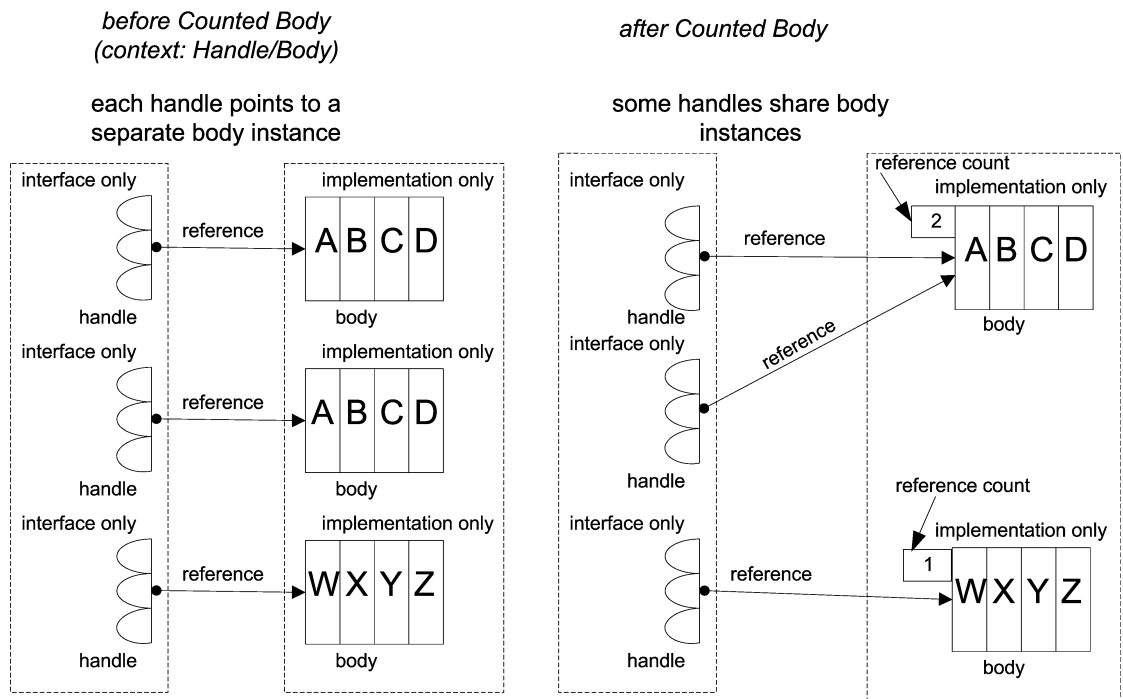 before Counted Body
(context: Handle/Body)
each handle points to a
separate body instance
interface only
implementation only
reference
A B C D
handle
body
interface only
implementation only
reference
A B C D
handle
body
interface only
implementation only
reference
W X Y Z
handle
body
after Counted Body
some handles share body
instances
reference count
interface only
implementation only
2
reference
A B C D
handle
body
interface only
reference
handle
reference count
interface only
implementation only
1
reference
W X Y Z
handle
body